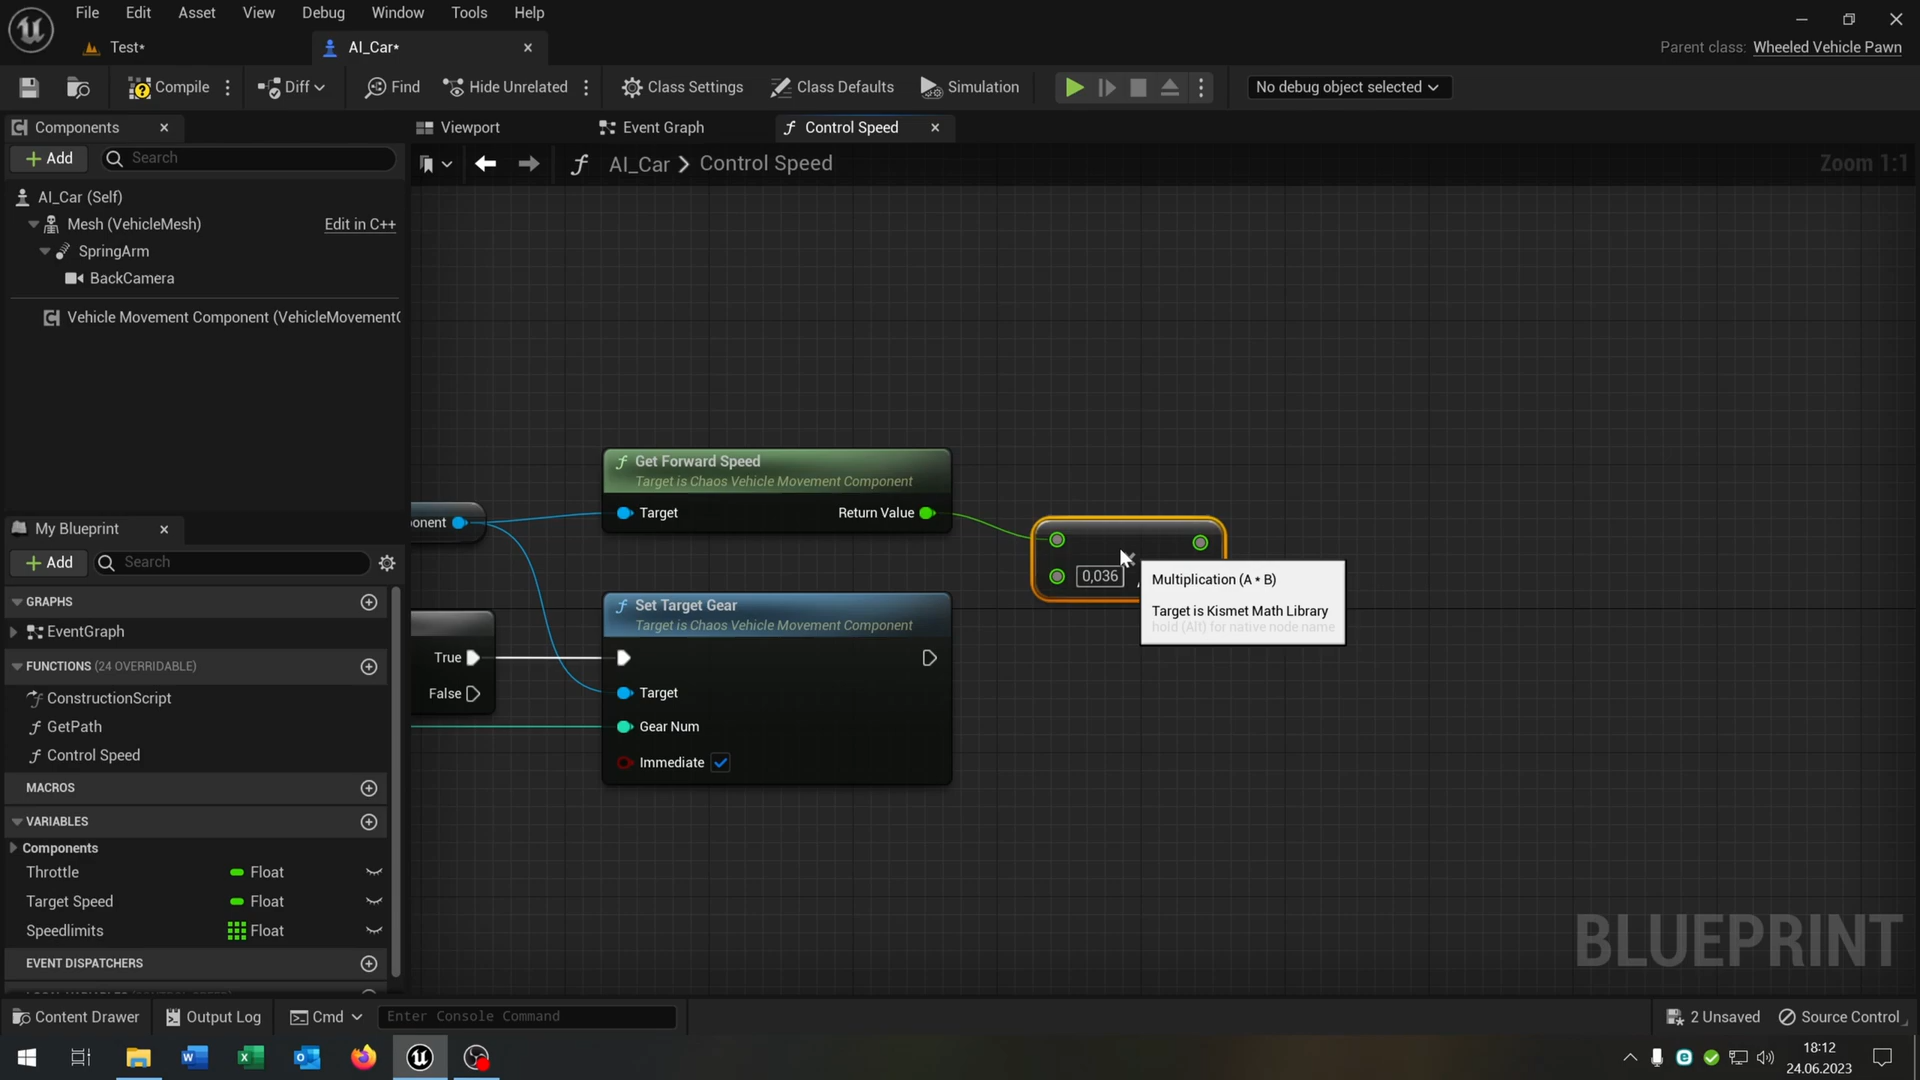 File Edit Asset View Debug Window Tools Help
Test* AI_Car*
Parent class: Wheeled Vehicle Pawn
Compile Diff Find Hide Unrelated Class Settings Class Defaults Simulation No debug object selected
Components Viewport Event Graph Control Speed
Add Search
AI_Car > Control Speed
Zoom 1:1
AI_Car (Self)
Mesh (VehicleMesh) Edit in C++
SpringArm
BackCamera
Vehicle Movement Component (VehicleMovementC
Get Forward Speed
Target is Chaos Vehicle Movement Component
Target Return Value
onent
0,036
Multiplication (A * B)
Target is Kismet Math Library
hold (Alt) for native node name
Set Target Gear
Target is Chaos Vehicle Movement Component
True
False
Target
Gear Num
Immediate
My Blueprint
Add Search
GRAPHS
EventGraph
FUNCTIONS (24 OVERRIDABLE)
ConstructionScript
GetPath
Control Speed
MACROS
VARIABLES
Components
Throttle Float
Target Speed Float
Speedlimits Float
EVENT DISPATCHERS
BLUEPRINT
Content Drawer Output Log Cmd Enter Console Command 2 Unsaved Source Control
18:12
24.06.2023